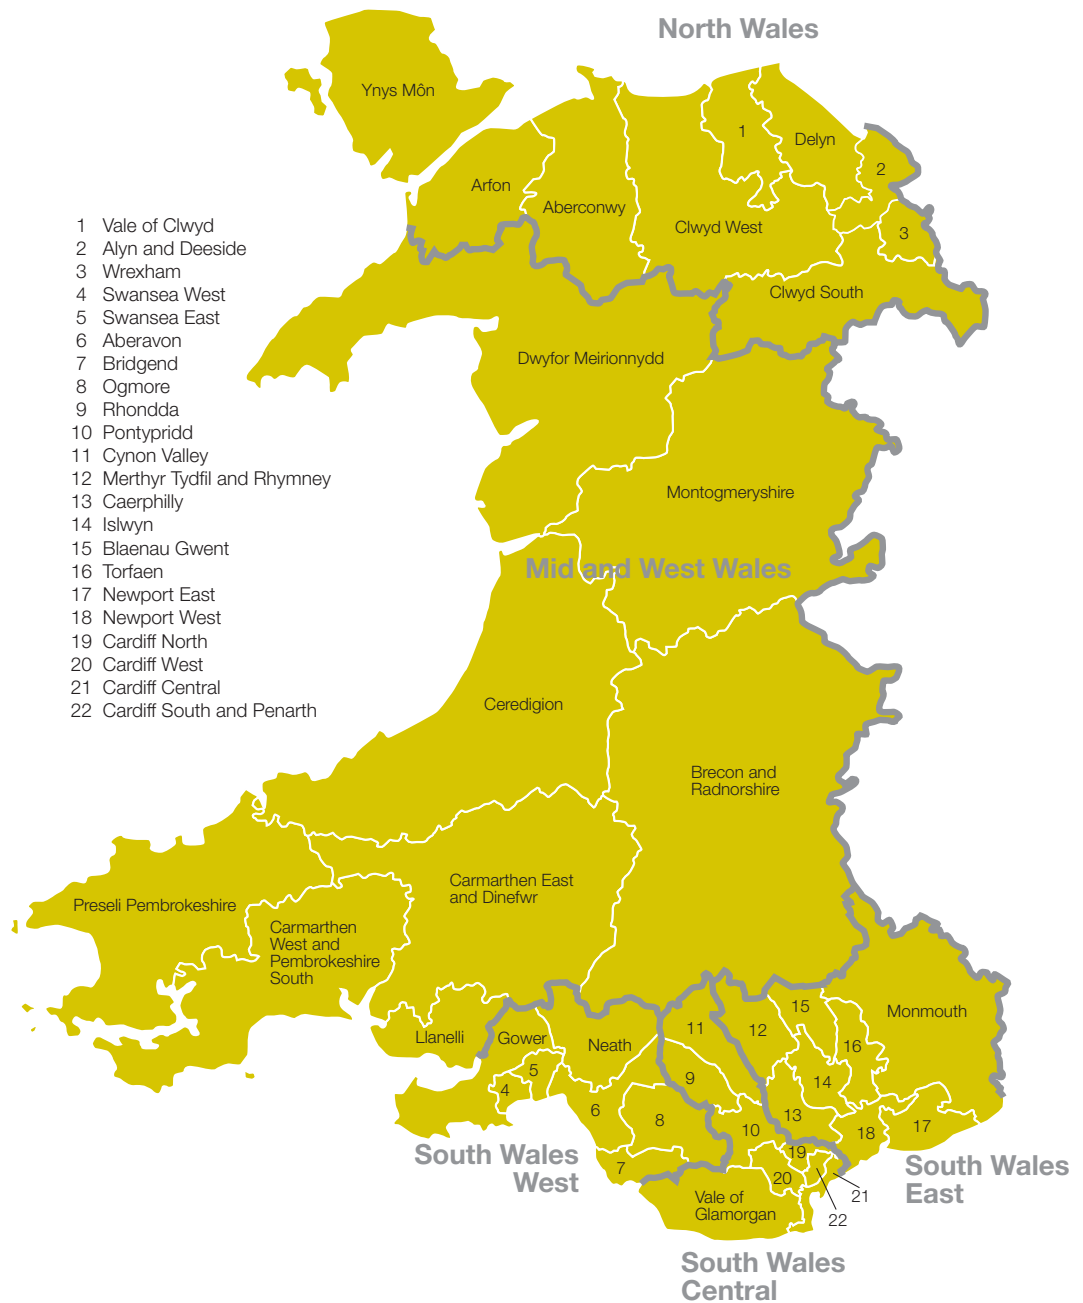 North Wales
Ynys Môn
1
Delyn
2
Arfon
Aberconwy
Clwyd West
3
Clwyd South
1 Vale of Clwyd
2 Alyn and Deeside
3 Wrexham
4 Swansea West
5 Swansea East
6 Aberavon
7 Bridgend
8 Ogmore
9 Rhondda
10 Pontypridd
11 Cynon Valley
12 Merthyr Tydfil and Rhymney
13 Caerphilly
14 Islwyn
15 Blaenau Gwent
16 Torfaen
17 Newport East
18 Newport West
19 Cardiff North
20 Cardiff West
21 Cardiff Central
22 Cardiff South and Penarth
Dwyfor Meirionnydd
Montogmeryshire
Mid and West Wales
Ceredigion
Brecon and
Radnorshire
Carmarthen East
and Dinefwr
Preseli Pembrokeshire
Carmarthen
West and
Pembrokeshire
South
Llanelli
Gower
Neath
11
12
15
16
Monmouth
4
5
6
9
8
7
10
13
14
18
17
19
20
21
22
Vale of
Glamorgan
South Wales
West
South Wales
East
South Wales
Central